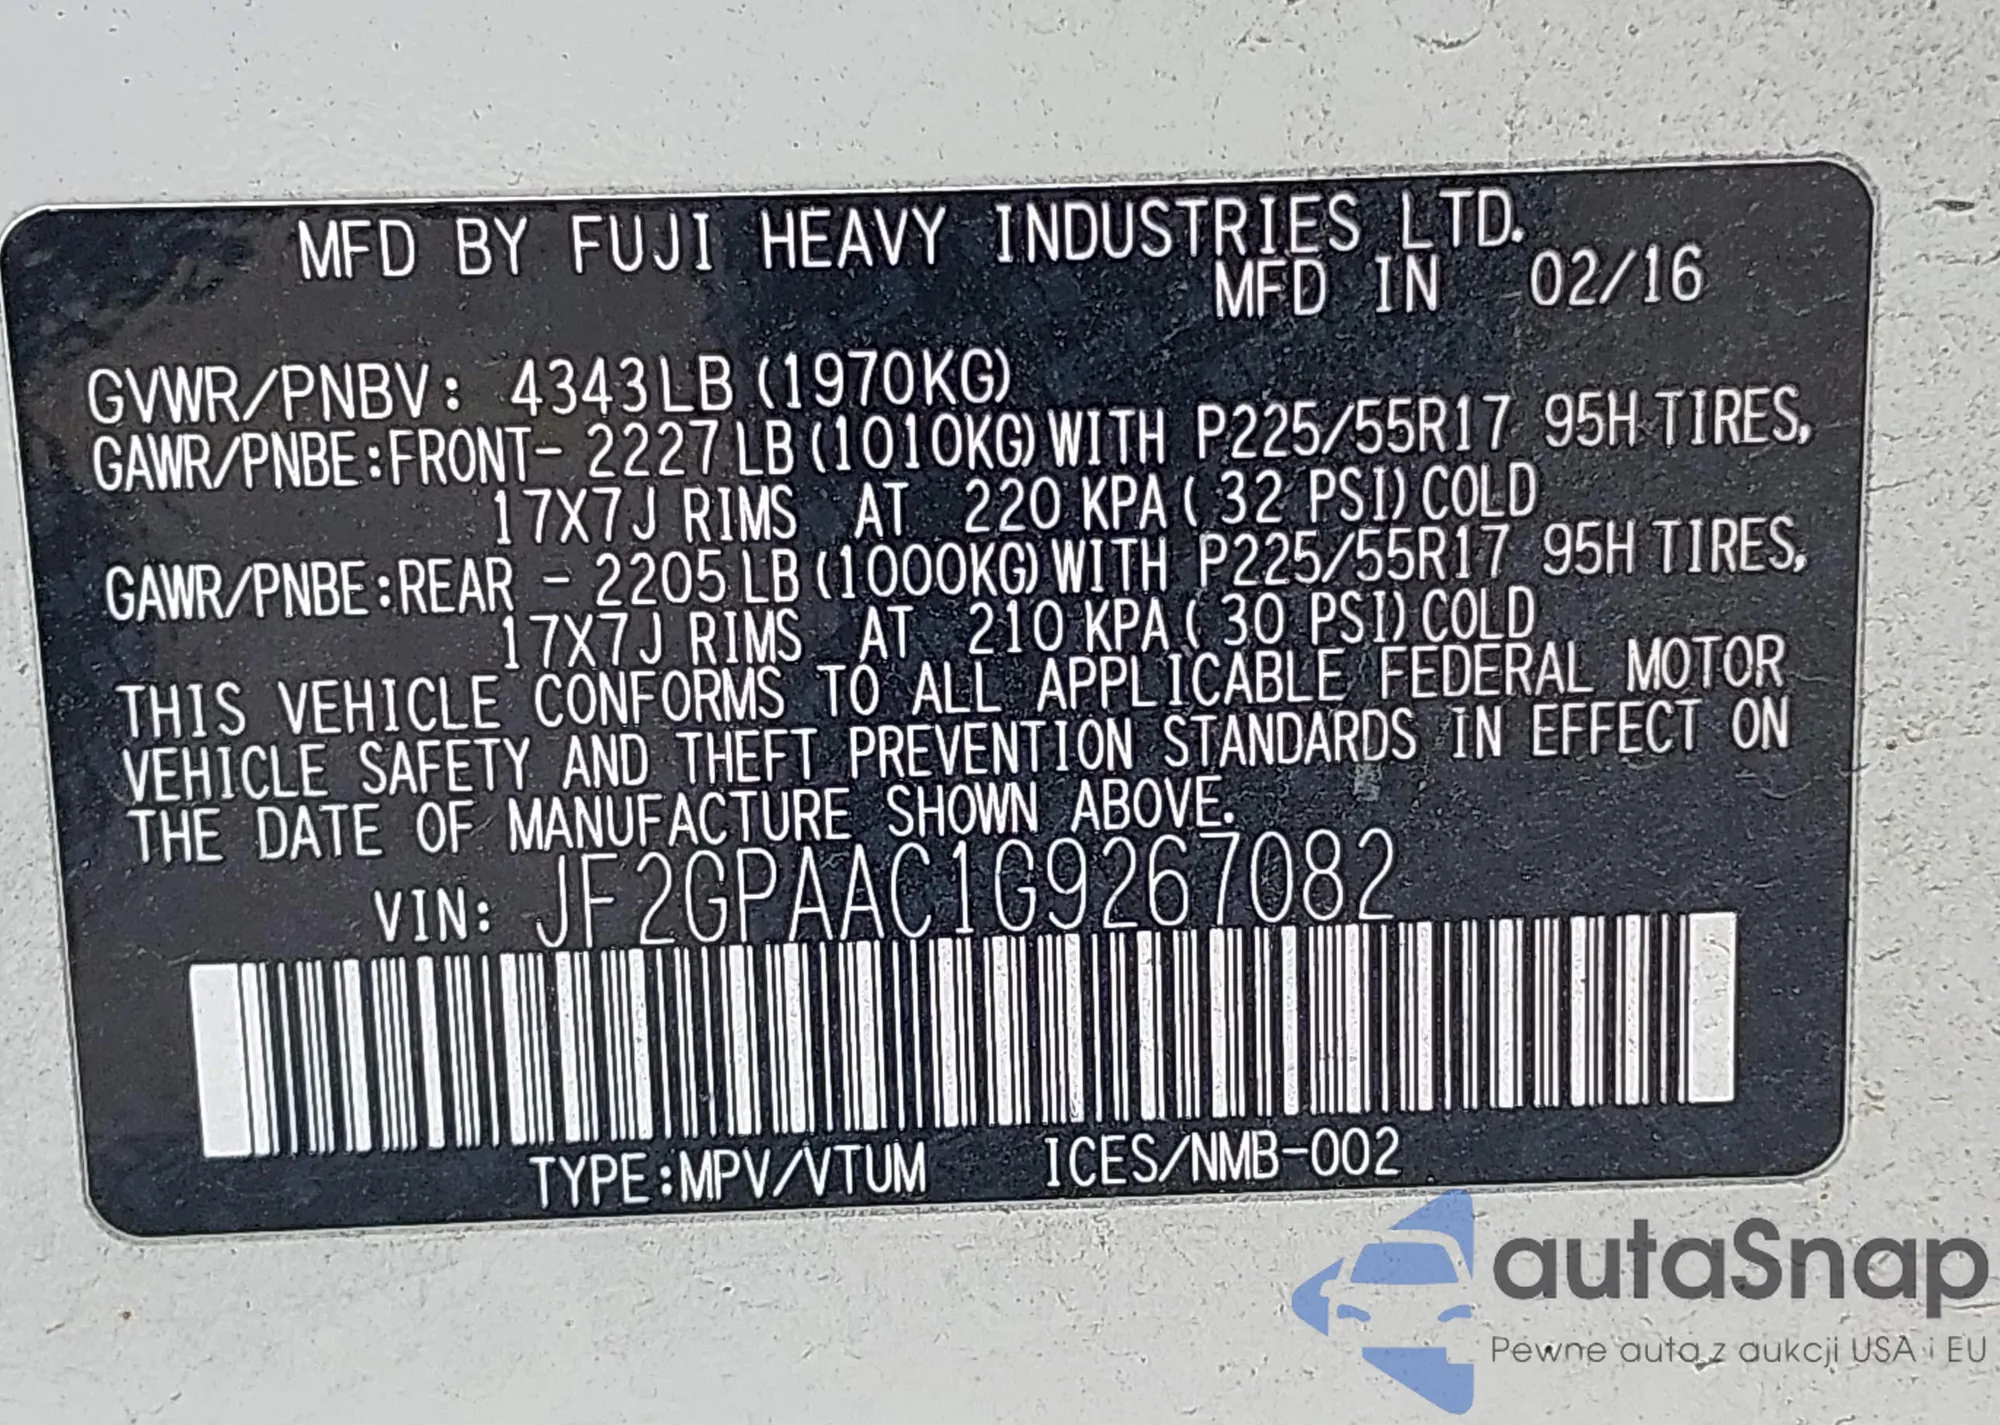 MFD BY FUJI HEAVY INDUSTRIES LTD.
MFD IN 02/16
GVWR/PNBV: 4343LB (1970KG)
GAWR/PNBE:FRONT- 2227LB (1010KG) WITH P225/55R17 95H TIRES,
17X7J RIMS AT 220 KPA ( 32 PSI) COLD
GAWR/PNBE:REAR - 2205LB (1000KG) WITH P225/55R17 95H TIRES,
17X7J RIMS AT 210 KPA ( 30 PSI) COLD
THIS VEHICLE CONFORMS TO ALL APPLICABLE FEDERAL MOTOR
VEHICLE SAFETY AND THEFT PREVENTION STANDARDS IN EFFECT ON
THE DATE OF MANUFACTURE SHOWN ABOVE.
VIN: JF2GPAAC1G9267082
TYPE:MPV/VTUM ICES/NMB-002
autaSnap
Pewne auta z aukcji USA i EU